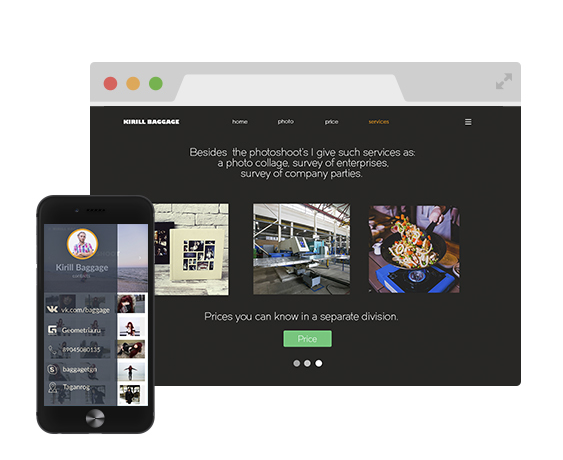 KIRILL BAGGAGE
home photo price services
Besides the photoshoot's I give such services as:
a photo collage, survey of enterprises,
survey of company parties.
Prices you can know in a separate division.
Price
Kirill Baggage
vk.com/baggage
Geometria.ru
89045080135
baggagetgn
Taganrog